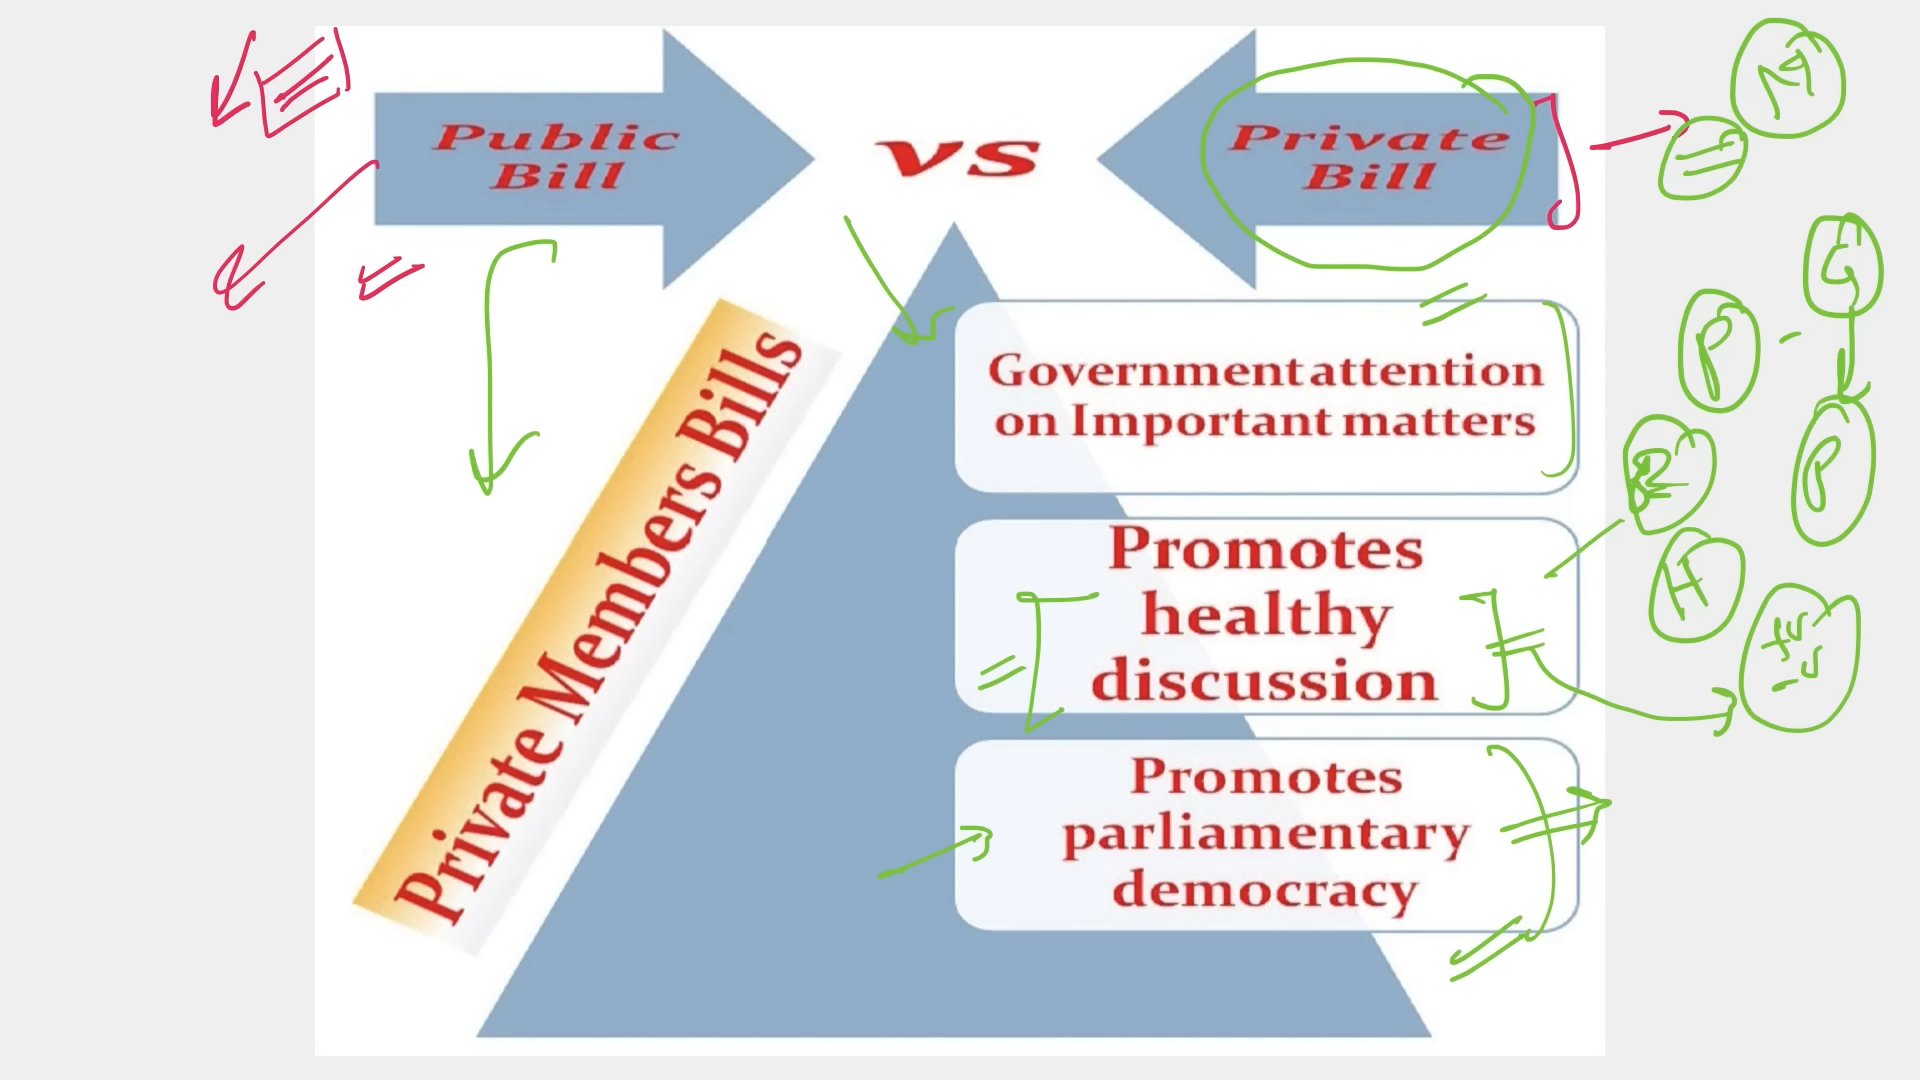 Public
Bill
vs
Private
Bill
M
Private Members Bills
Government attention
on Important matters
G
P
P
R
H
Promotes
healthy
discussion
Promotes
parliamentary
democracy